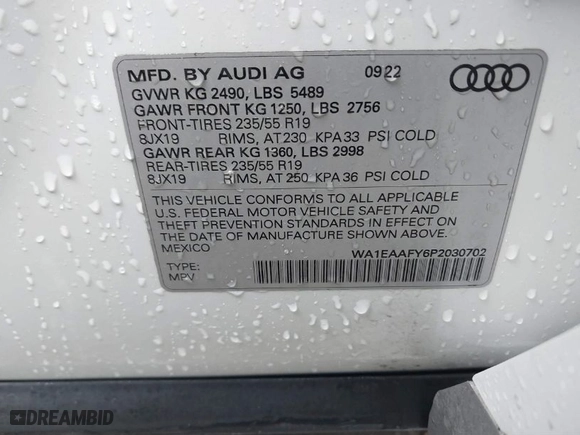 MFD. BY AUDI AG 09 22
GVWR KG 2490, LBS 5489
GAWR FRONT KG 1250, LBS 2756
FRONT-TIRES 235/55 R19
8JX19 RIMS, AT 230 KPA 33 PSI COLD
GAWR REAR KG 1360, LBS 2998
REAR-TIRES 235/55 R19
8JX19 RIMS, AT 250 KPA 36 PSI COLD
THIS VEHICLE CONFORMS TO ALL APPLICABLE
U.S. FEDERAL MOTOR VEHICLE SAFETY AND
THEFT PREVENTION STANDARDS IN EFFECT ON
THE DATE OF MANUFACTURE SHOWN ABOVE.
MEXICO
WA1EAAFY6P2030702
TYPE:
MPV
DREAMBID